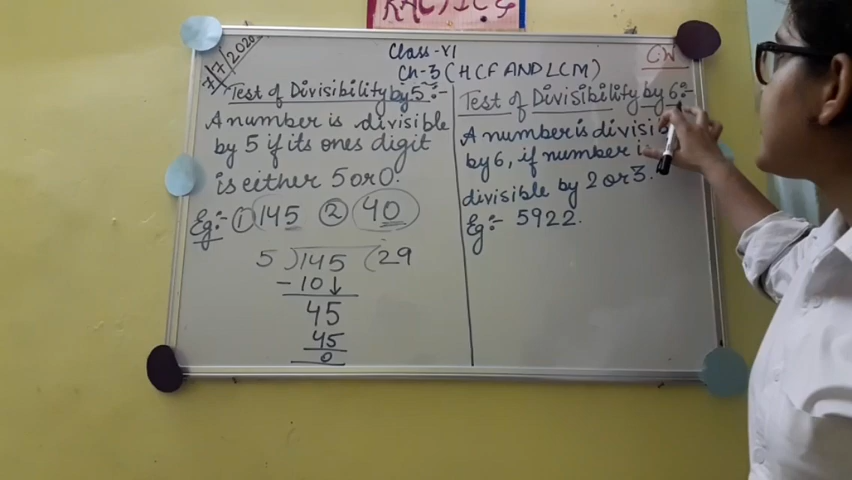 RACTICS
7/7/2020
Class-VI
Ch-3 (HCF AND LCM)
CW
Test of Divisibility by 5:-
A number is divisible
by 5 if its ones digit
is either 5 or 0.
Eg:- ① 145 ② 40
5 ) 145 ( 29
- 10 ↓
45
45
0
Test of Divisibility by 6:-
A number is divisi
by 6, if number i
divisible by 2 or 3.
Eg:- 5922.